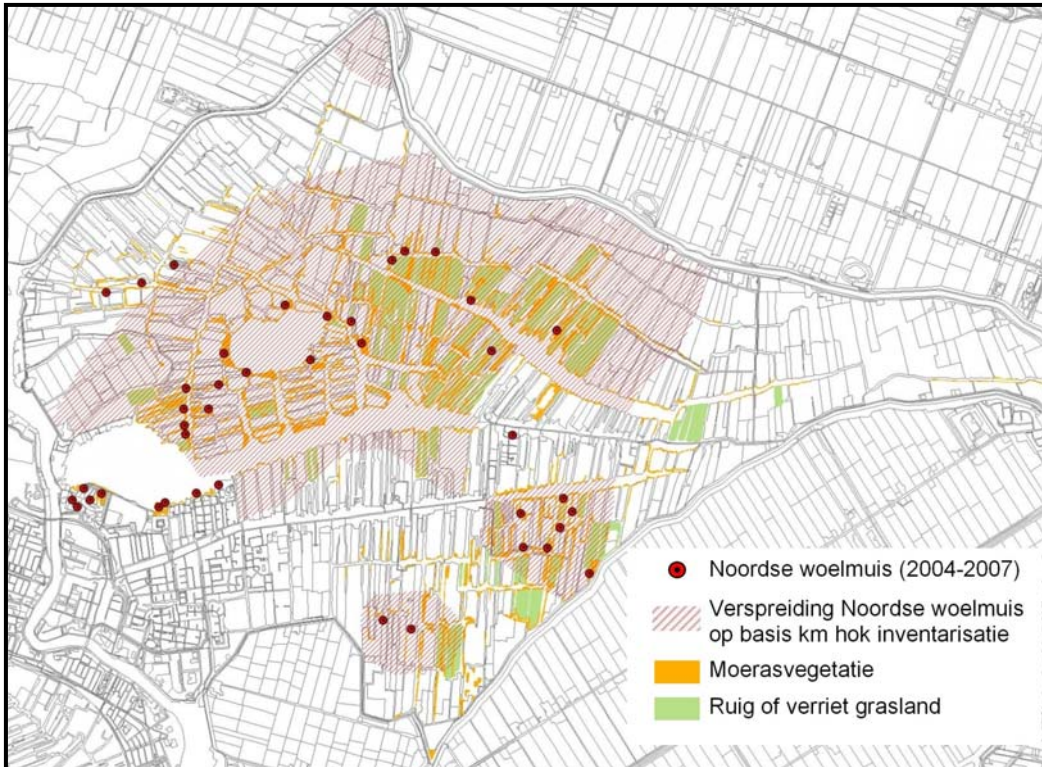 Noordse woelmuis (2004-2007)
Verspreiding Noordse woelmuis
op basis km hok inventarisatie
Moerasvegetatie
Ruig of verriet grasland